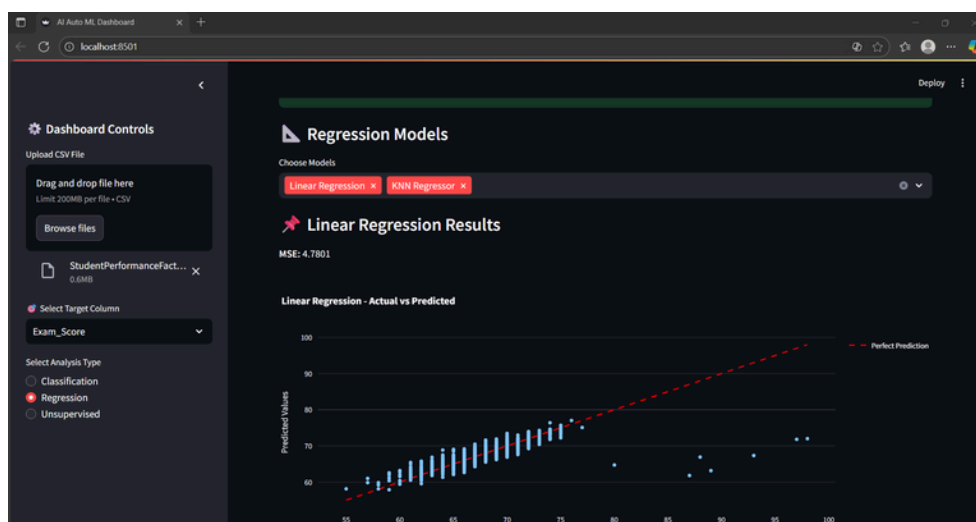 AI Auto ML Dashboard
localhost:8501
Deploy
Dashboard Controls
Upload CSV File
Drag and drop file here
Limit 200MB per file • CSV
Browse files
StudentPerformanceFact...
0.6MB
Select Target Column
Exam_Score
Select Analysis Type
Classification
Regression
Unsupervised
Regression Models
Choose Models
Linear Regression × KNN Regressor ×
Linear Regression Results
MSE: 4.7801
Linear Regression - Actual vs Predicted
Perfect Prediction
Predicted Values
100
90
80
70
60
55 60 65 70 75 80 85 90 95 100